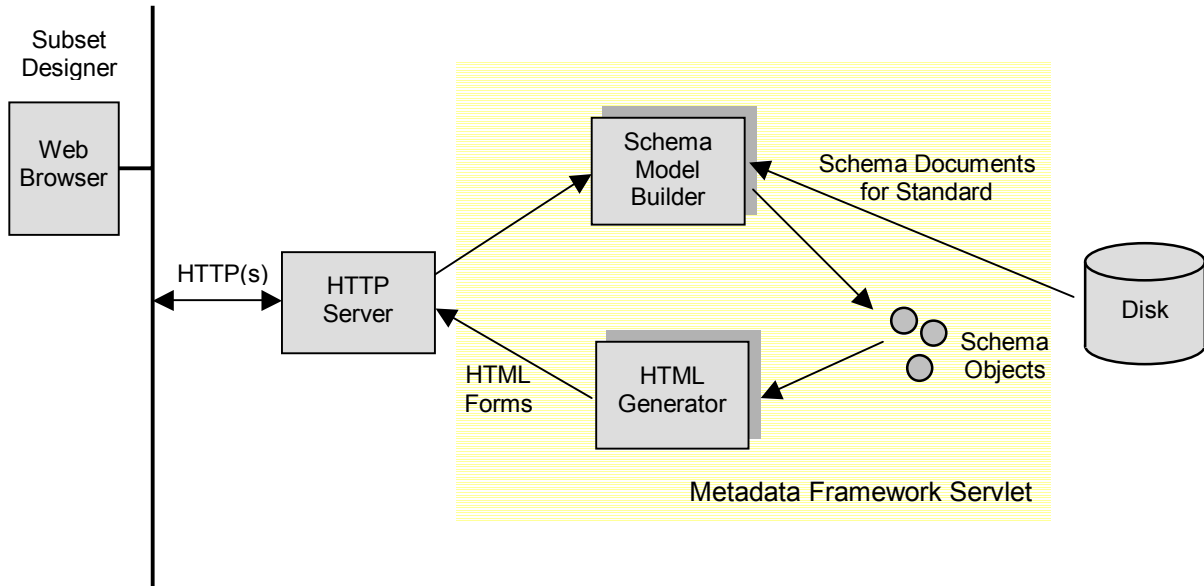 Subset
Designer
Web
Browser
HTTP(s)
HTTP
Server
Schema
Model
Builder
Schema Documents
for Standard
Disk
Schema
Objects
HTML
Generator
HTML
Forms
Metadata Framework Servlet